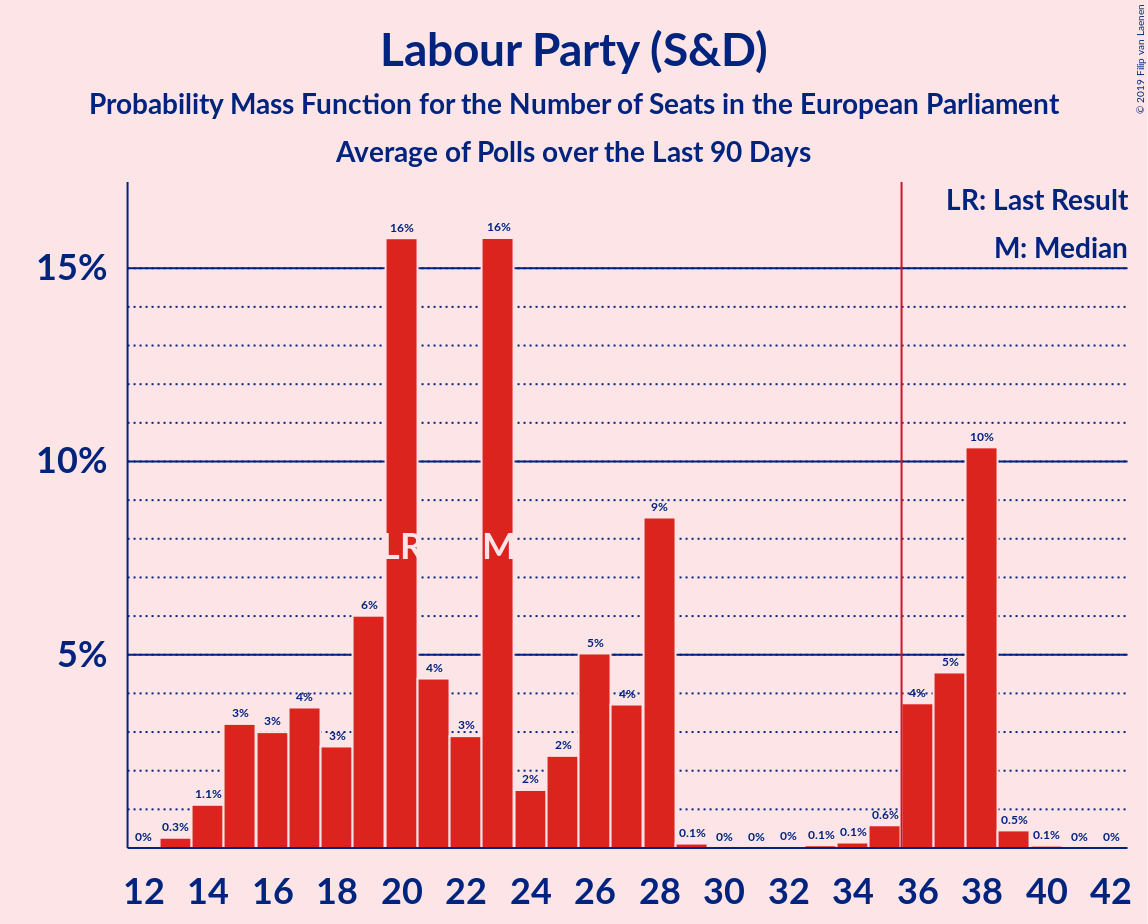 Labour Party (S&D)
Probability Mass Function for the Number of Seats in the European Parliament
Average of Polls over the Last 90 Days
© 2019 Filip van Laenen
LR: Last Result
M: Median
15%
10%
5%
0% 0.3% 1.1% 3% 3% 4% 3% 6% 16% 4% 3% 16% 2% 2% 5% 4% 9% 0.1% 0% 0% 0% 0.1% 0.1% 0.6% 4% 5% 10% 0.5% 0.1% 0% 0%
LR M
12 14 16 18 20 22 24 26 28 30 32 34 36 38 40 42